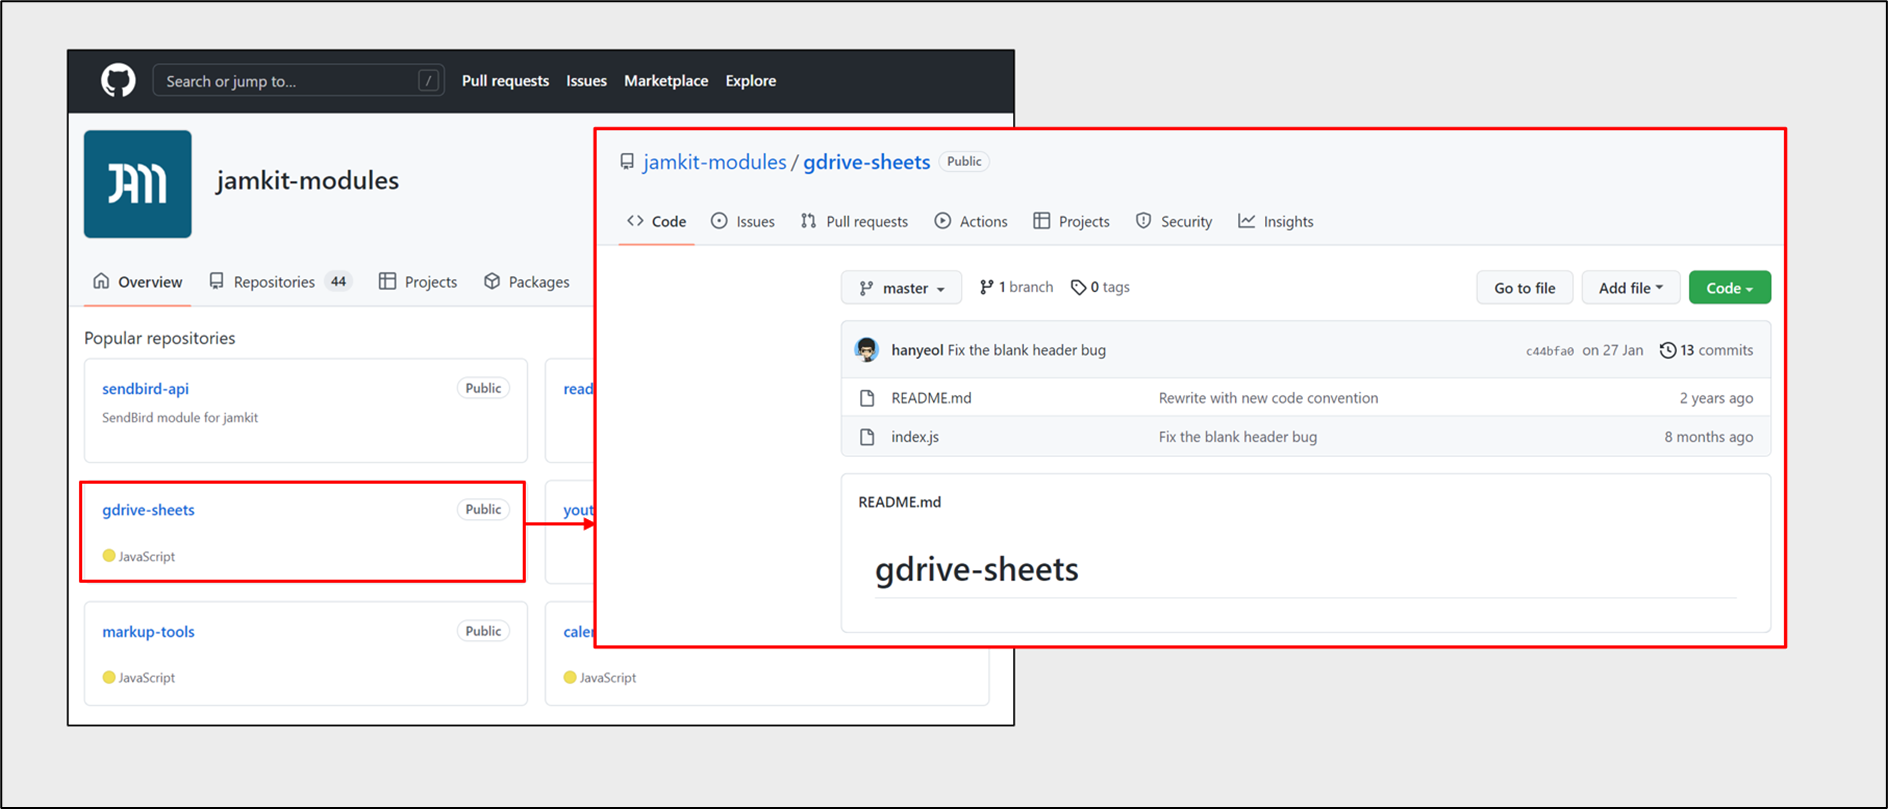 Search or jump to... /
Pull requests Issues Marketplace Explore
JAM
jamkit-modules
Overview Repositories 44 Projects Packages
Popular repositories
sendbird-api Public
SendBird module for jamkit
read
gdrive-sheets Public
JavaScript
yout
markup-tools Public
JavaScript
caler
JavaScript
jamkit-modules / gdrive-sheets Public
Code Issues Pull requests Actions Projects Security Insights
master 1 branch 0 tags Go to file Add file Code
hanyeol Fix the blank header bug c44bfa0 on 27 Jan 13 commits
README.md Rewrite with new code convention 2 years ago
index.js Fix the blank header bug 8 months ago
README.md
gdrive-sheets